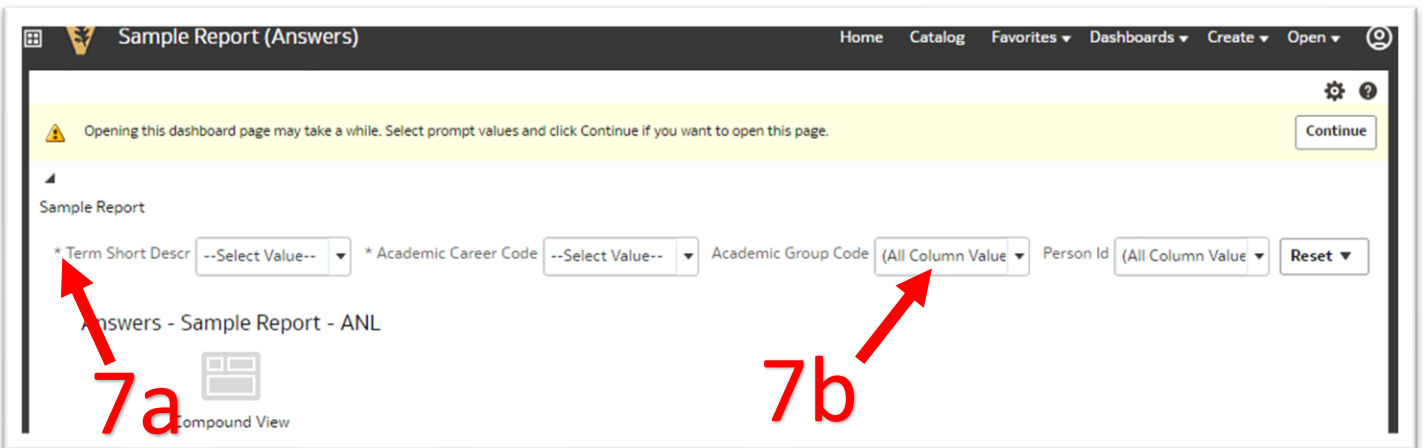 Sample Report (Answers) Home Catalog Favorites Dashboards Create Open
Opening this dashboard page may take a while. Select prompt values and click Continue if you want to open this page. Continue
Sample Report
* Term Short Descr --Select Value-- * Academic Career Code --Select Value-- Academic Group Code (All Column Value Person Id (All Column Value Reset
Answers - Sample Report - ANL
7a 7b
Compound View